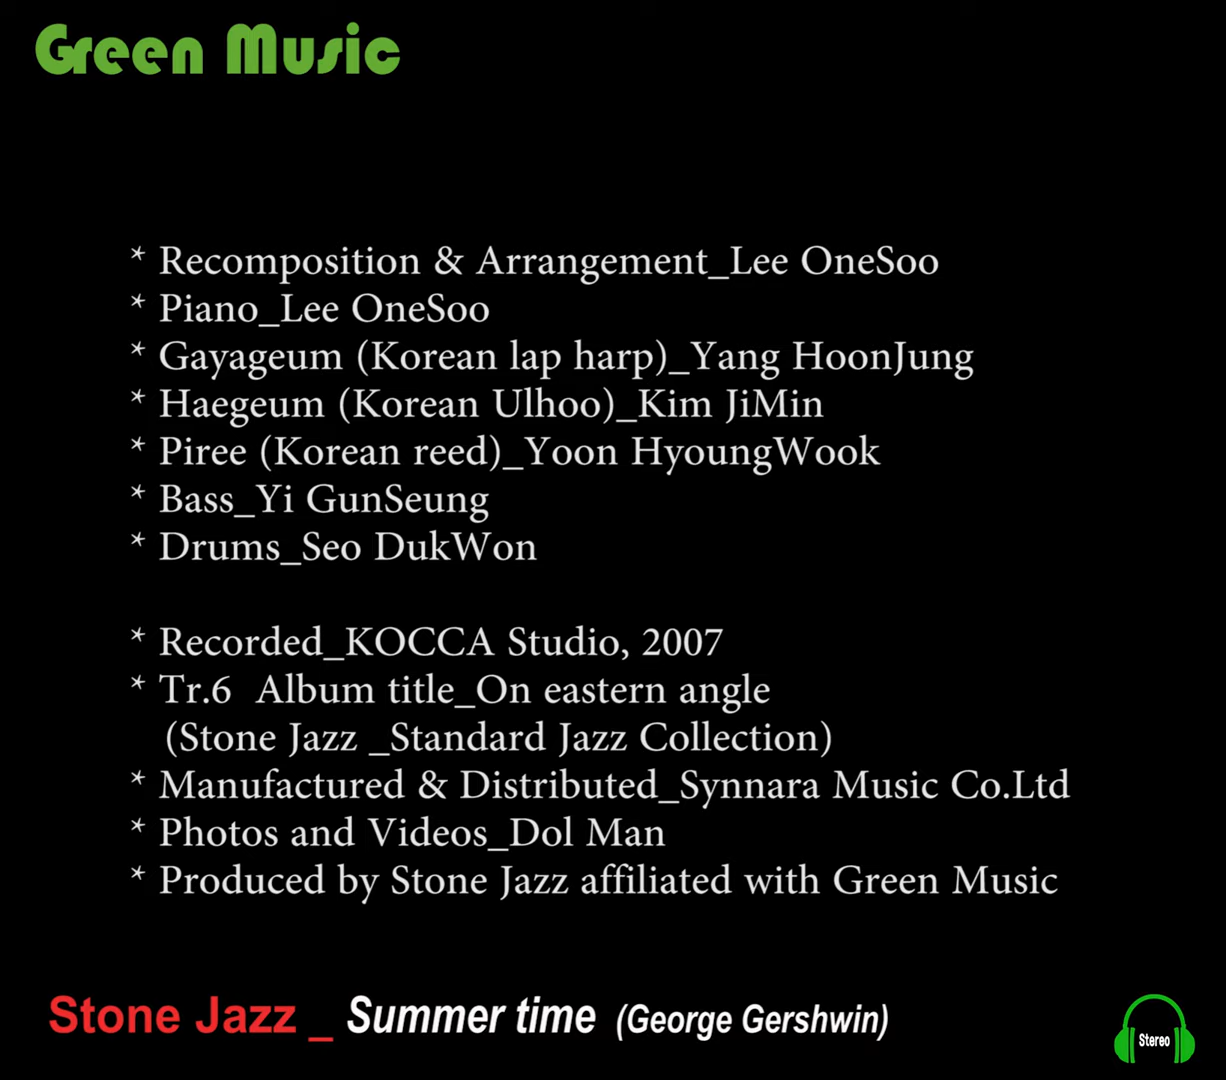 Green Music
* Recomposition & Arrangement_Lee OneSoo
* Piano_Lee OneSoo
* Gayageum (Korean lap harp)_Yang HoonJung
* Haegeum (Korean Ulhoo)_Kim JiMin
* Piree (Korean reed)_Yoon HyoungWook
* Bass_Yi GunSeung
* Drums_Seo DukWon
* Recorded_KOCCA Studio, 2007
* Tr.6  Album title_On eastern angle
(Stone Jazz _Standard Jazz Collection)
* Manufactured & Distributed_Synnara Music Co.Ltd
* Photos and Videos_Dol Man
* Produced by Stone Jazz affiliated with Green Music
Stone Jazz _ Summer time (George Gershwin)
Stereo